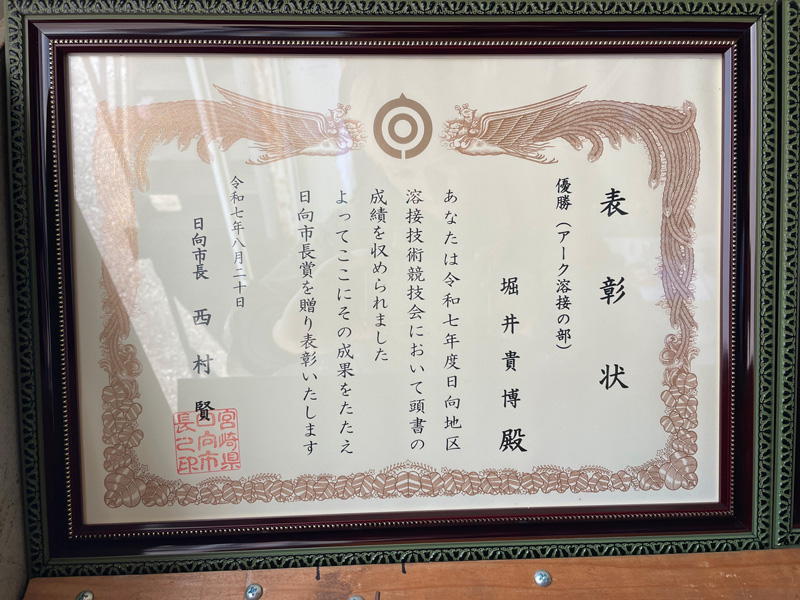 表彰状
優勝（アーク溶接の部）
堀井貴博殿
あなたは令和七年度日向地区
溶接技術競技会において頭書の
成績を収められました
よってここにその成果をたたえ
日向市長賞を贈り表彰いたします
令和七年八月二十日
日向市長 西村賢
宮崎県
日向市
長之印